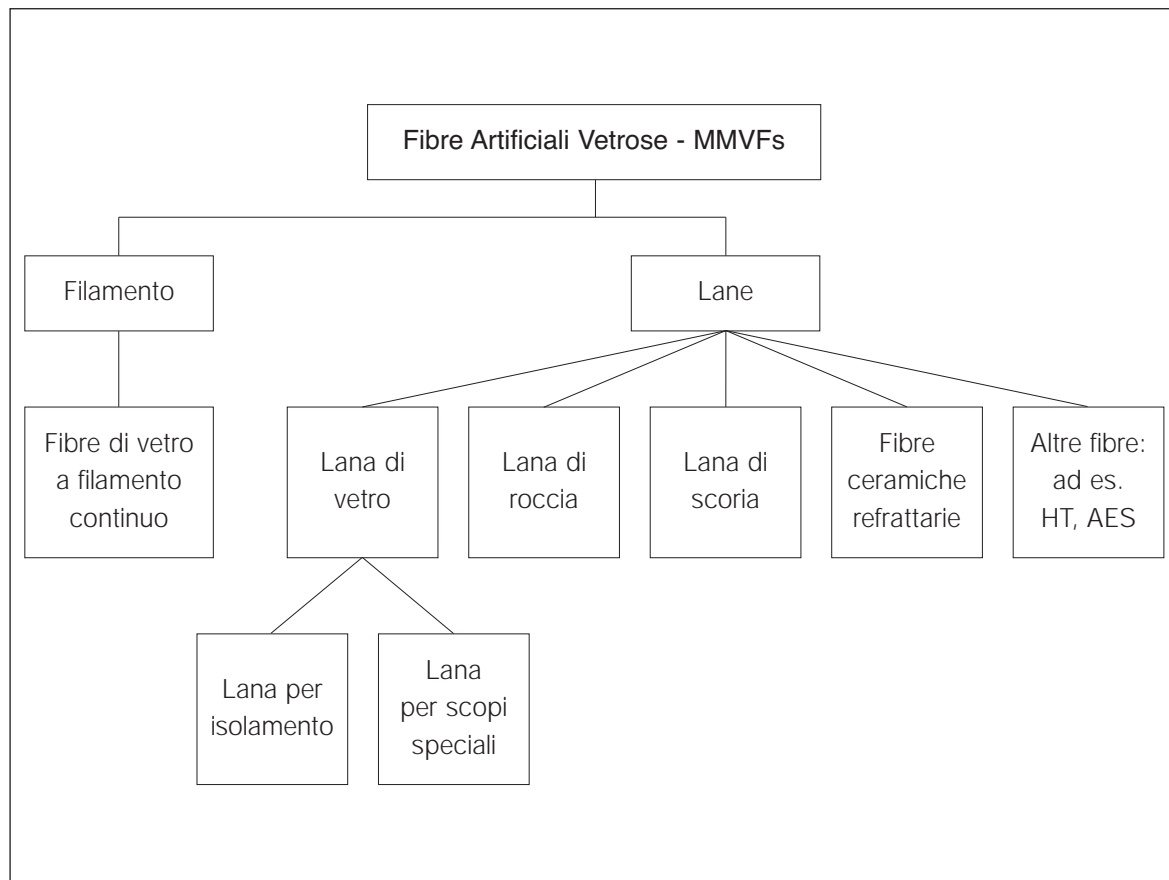 Fibre Artificiali Vetrose - MMVFs
Filamento
Lane
Fibre di vetro
a filamento
continuo
Lana di
vetro
Lana di
roccia
Lana di
scoria
Fibre
ceramiche
refrattarie
Altre fibre:
ad es.
HT, AES
Lana per
isolamento
Lana
per scopi
speciali